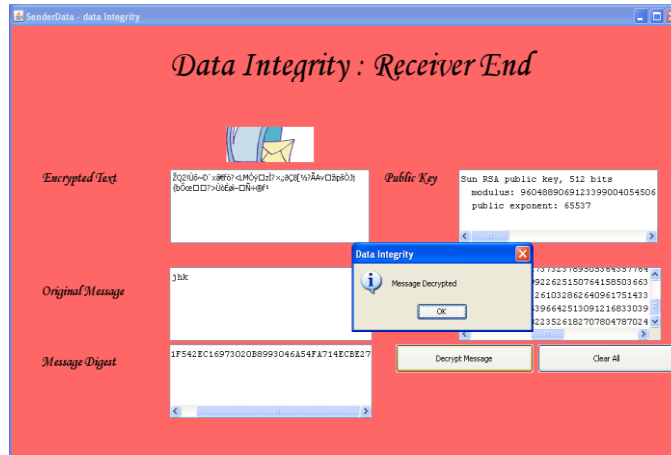 SenderData - data Integrity
Data Integrity : Receiver End
Encrypted Text
Public Key
Sun RSA public key, 512 bits
modulus: 9604889069123399004054506
public exponent: 65537
Data Integrity
Message Decrypted
OK
Original Message
jhk
Message Digest
1F542EC16973020B8993046A54FA714ECBE27
Decrypt Message
Clear All